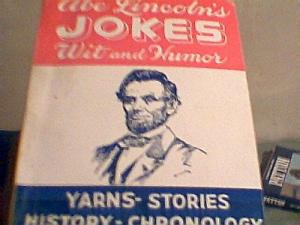 Abe Lincoln's
JOKES
Wit and Humor
YARNS- STORIES
HISTORY - CHRONOLOGY